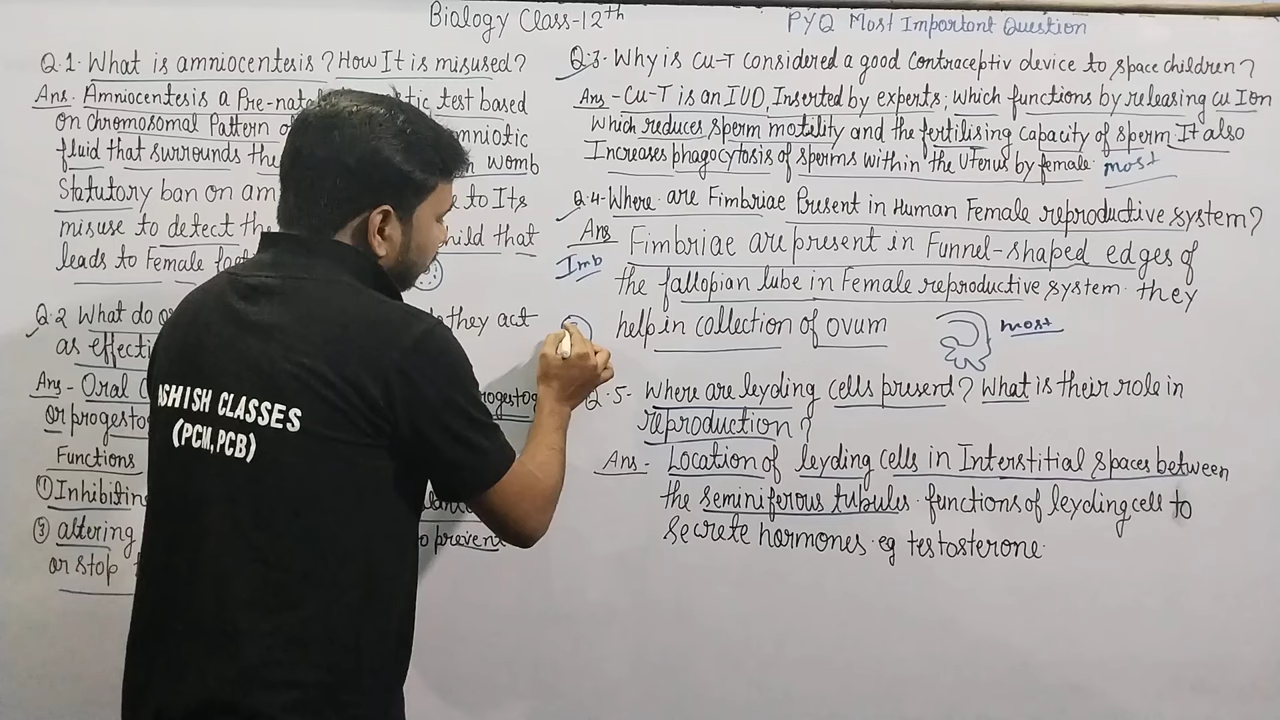 Biology Class-12th
PYQ Most Important Question
Q.1. What is amniocentesis? How It is misused?
Ans. Amniocentesis a Pre-nata tic test based
on chromosomal Pattern mniotic
fluid that surrounds the womb
Statutory ban on am to Its
misuse to detect the hild that
leads to Female
Q.2 What do they act
as effecti
Ans- Oral rogesto
or progesto
Functions
① Inhibitin
③ altering to prevent
or stop
Q.3. Why is Cu-T considered a good Contraceptiv device to space children?
Ans - Cu-T is an IUD, Inserted by experts, which functions by releasing cu Ion
Which reduces sperm motility and the fertilising capacity of sperm It also
Increases phagocytosis of sperms within the Uterus by female. most
Q.4- Where are Fimbriae Present in Human Female reproductive system?
Ans Fimbriae are present in Funnel-shaped edges of
Imb the fallopian tube in Female reproductive system. they
help in collection of ovum most
Q.5- Where are leyding cells present? What is their role in
reproduction?
Ans- Location of leyding cells in Interstitial spaces between
the seminiferous tubules. functions of leyding cell to
secrete hormones. eg testosterone.
ASHISH CLASSES
(PCM, PCB)